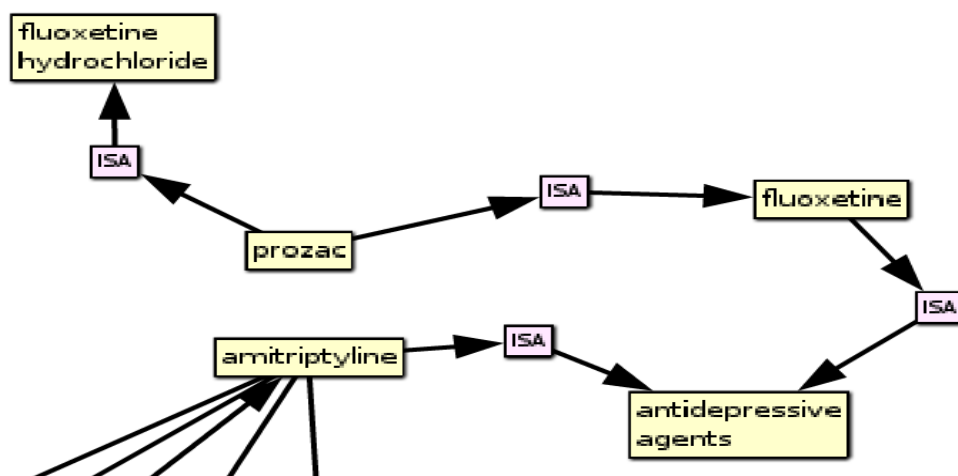 fluoxetine
hydrochloride
ISA
ISA
fluoxetine
prozac
ISA
amitriptyline
ISA
antidepressive
agents